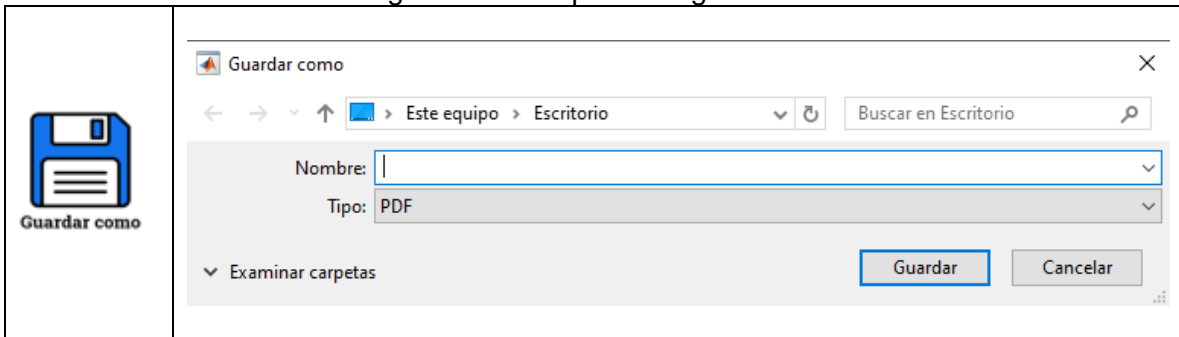 Guardar como
Guardar como
Este equipo > Escritorio
Buscar en Escritorio
Nombre:
Tipo: PDF
Examinar carpetas
Guardar
Cancelar